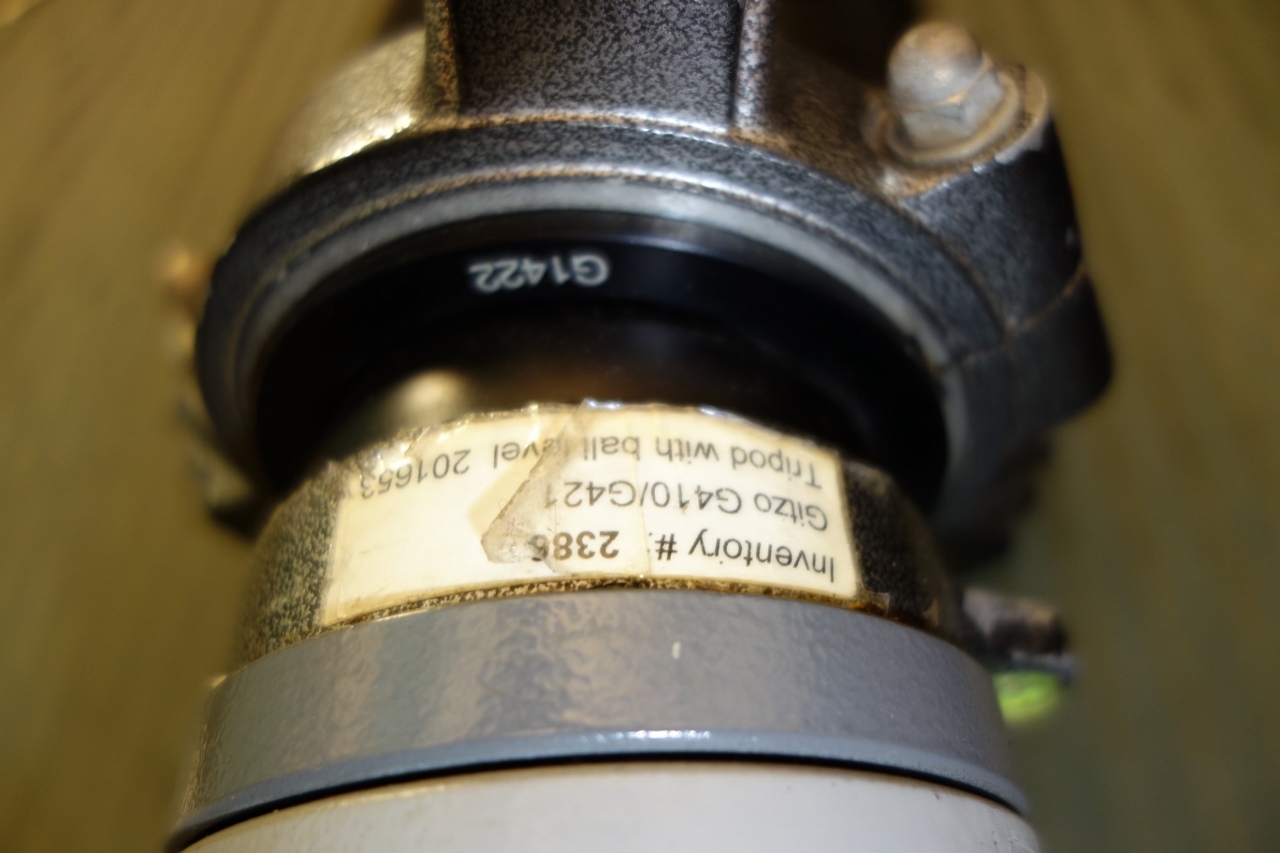 Inventory #: 2386
Gitzo G410/G421
Tripod with ball level 201653
G1422